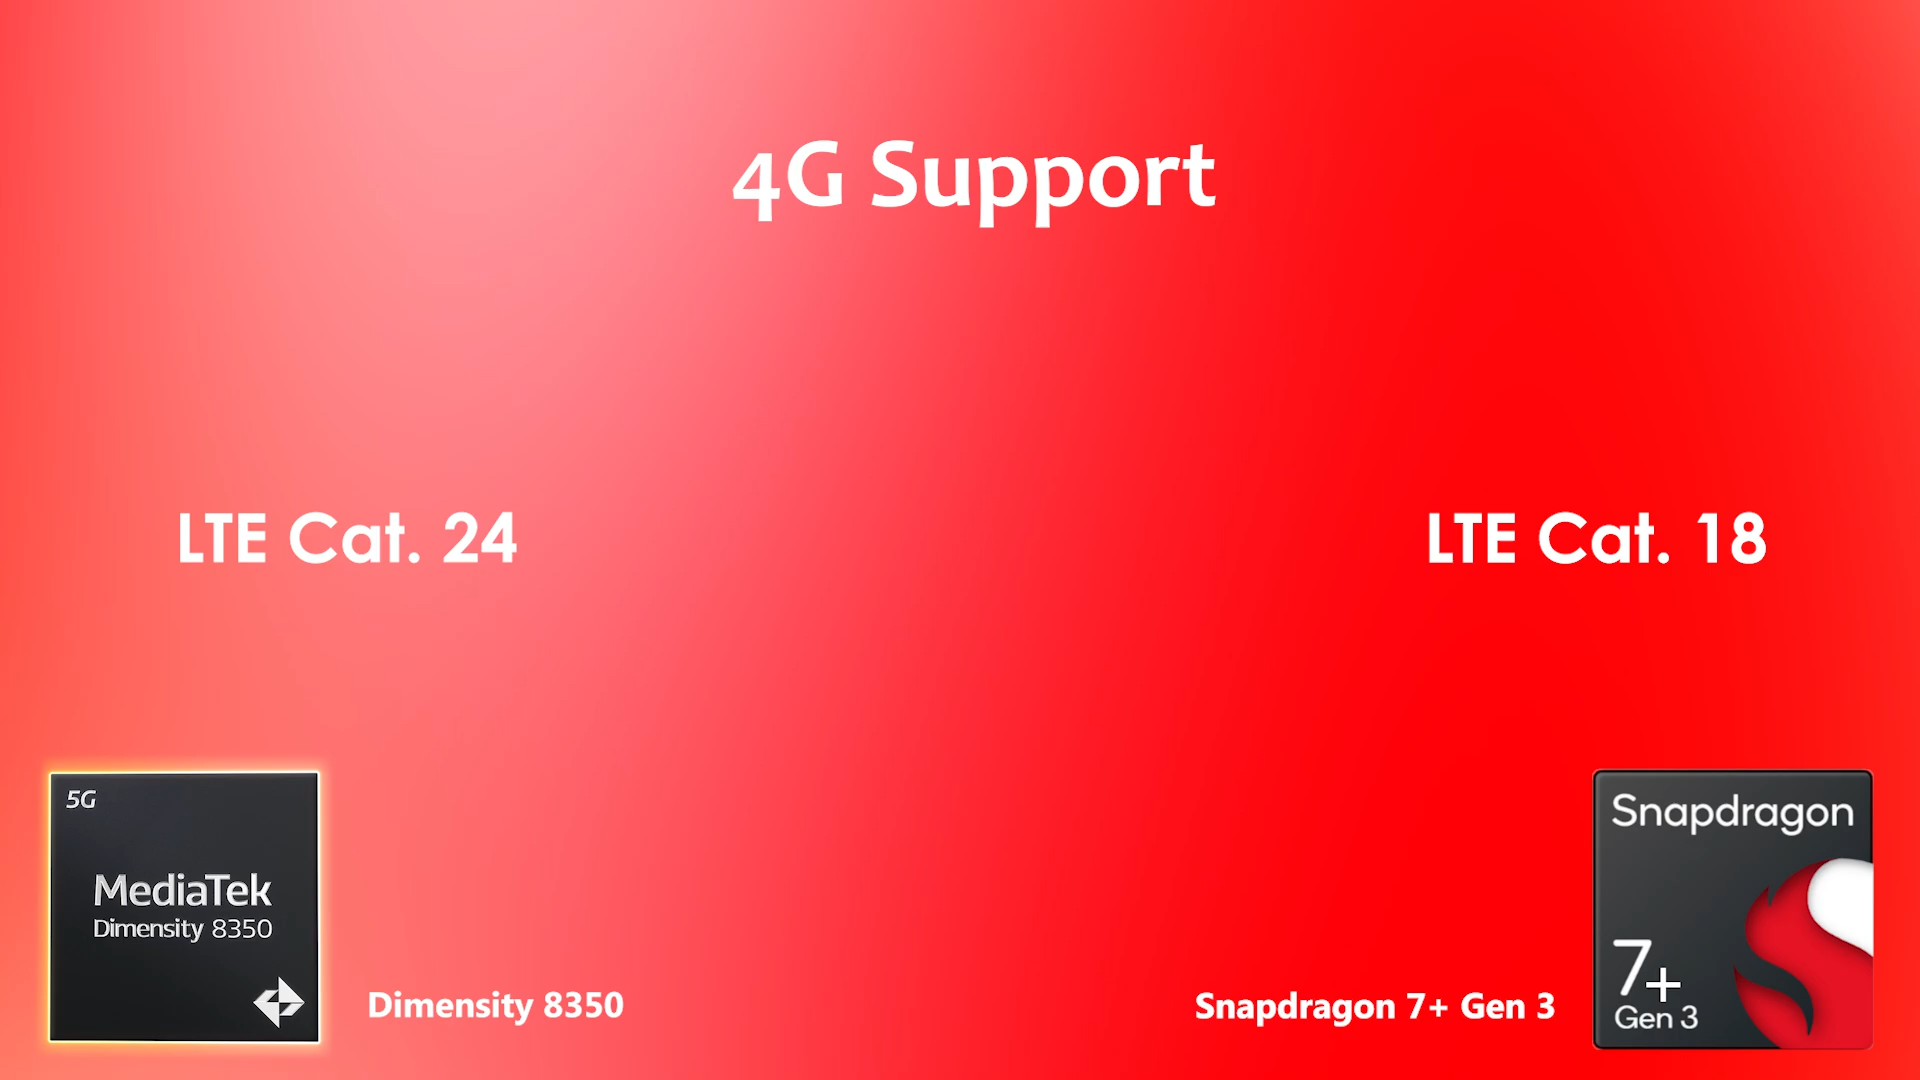 4G Support
LTE Cat. 24
LTE Cat. 18
5G
MediaTek
Dimensity 8350
Dimensity 8350
Snapdragon 7+ Gen 3
Snapdragon
7+
Gen 3